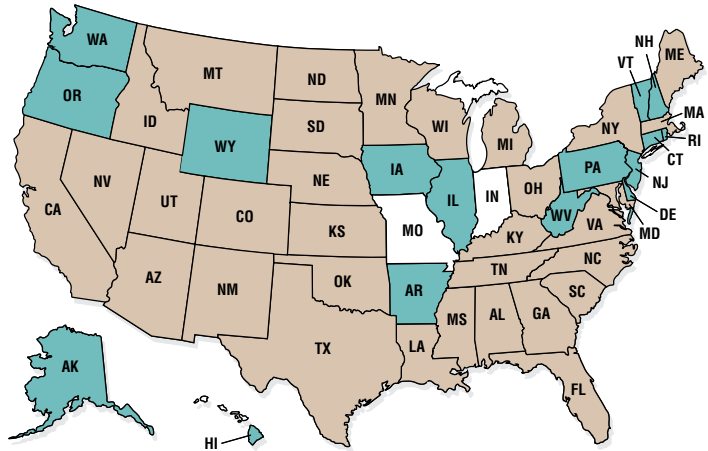 WA
NH
VT
ME
MT
ND
MN
OR
MA
ID
SD
WI
NY
MI
RI
WY
CT
IA
PA
NE
NJ
NV
IL
IN
OH
UT
CO
WV
DE
CA
KS
MO
VA
MD
KY
NC
TN
AZ
OK
NM
AR
SC
MS
AL
GA
TX
LA
AK
FL
HI